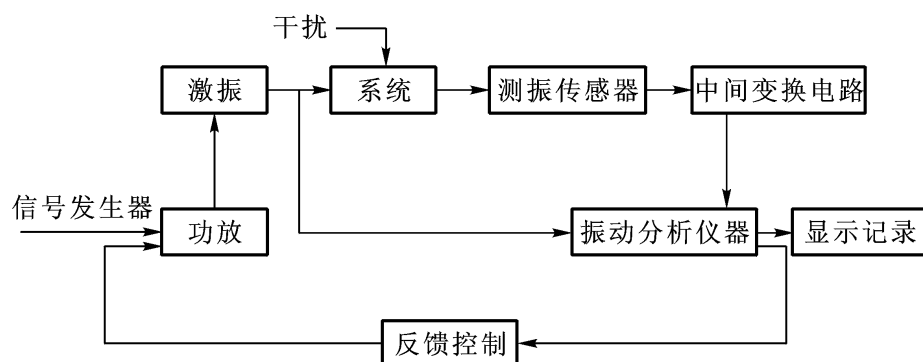 干扰
激振
系统
测振传感器
中间变换电路
信号发生器
功放
振动分析仪器
显示记录
反馈控制